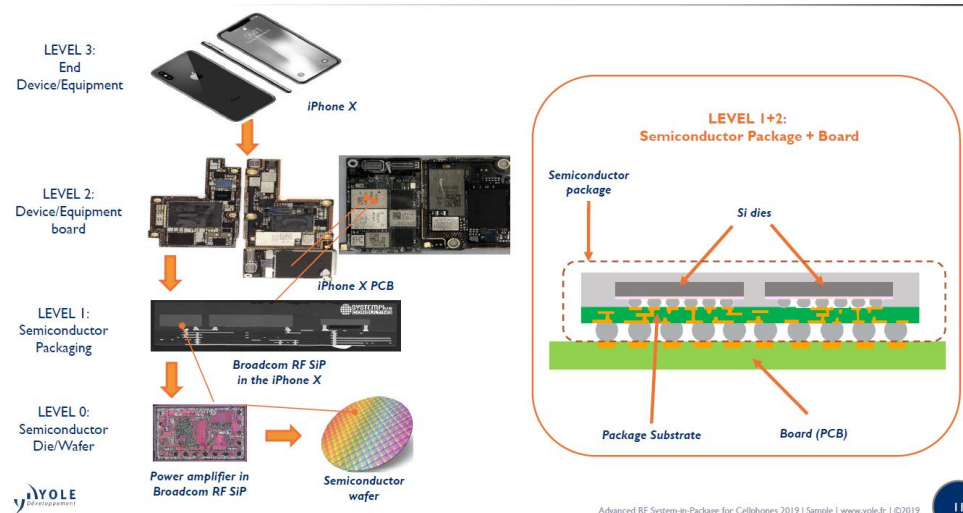 LEVEL 3:
End
Device/Equipment
iPhone X
LEVEL 2:
Device/Equipment
board
iPhone X PCB
LEVEL 1:
Semiconductor
Packaging
SYSTEMPlus
CONSULTING
Broadcom RF SiP
in the iPhone X
LEVEL 0:
Semiconductor
Die/Wafer
Power amplifier in
Broadcom RF SiP
Semiconductor
wafer
LEVEL 1+2:
Semiconductor Package + Board
Semiconductor
package
Si dies
Package Substrate
Board (PCB)
YOLE
Développement
Advanced RF System-in-Package for Cellphones 2019 | Sample | www.yole.fr | ©2019
11